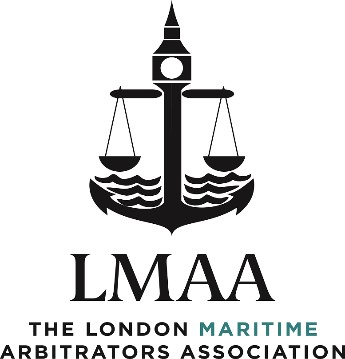 LMAA
THE LONDON MARITIME
ARBITRATORS ASSOCIATION